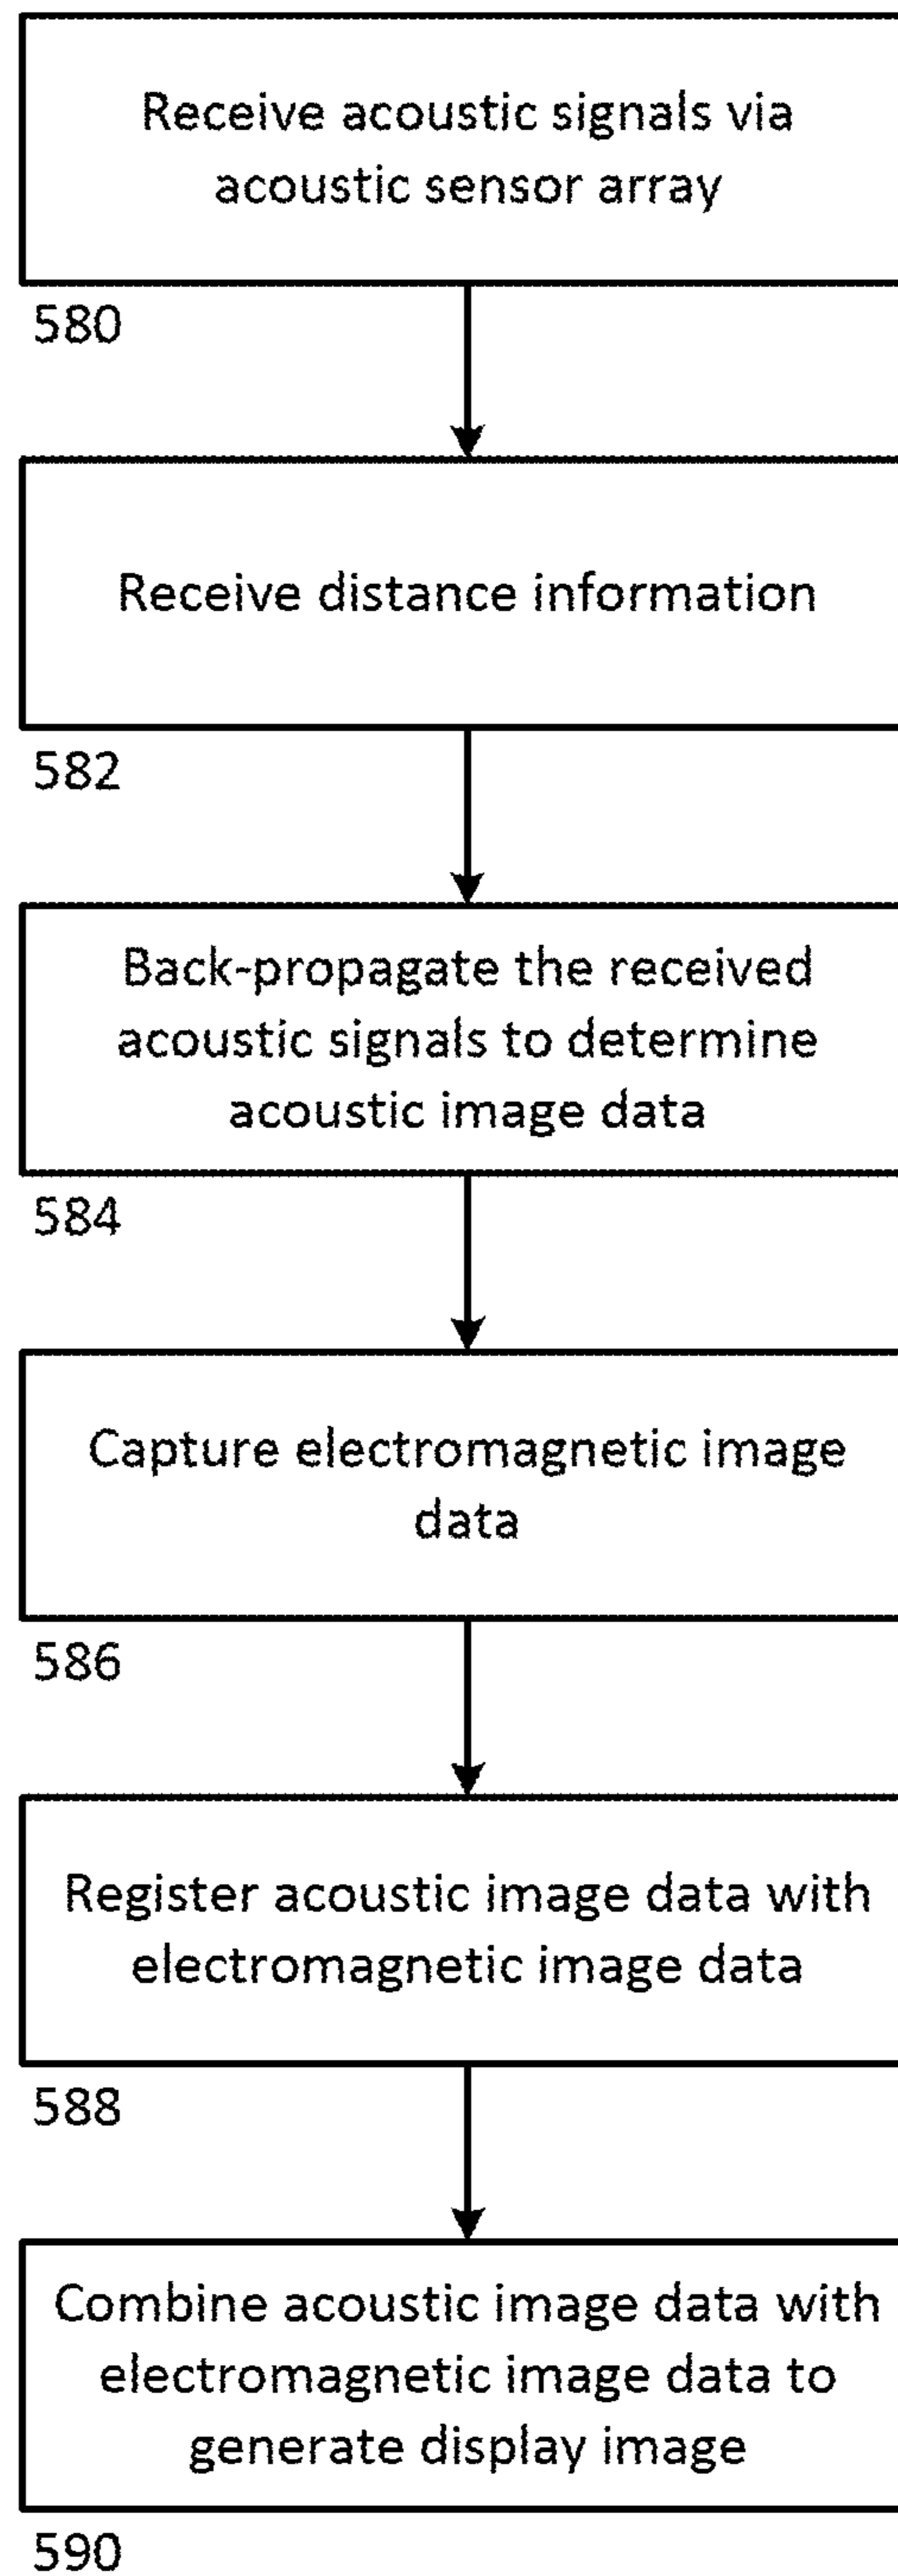 Receive acoustic signals via
acoustic sensor array
580
Receive distance information
582
Back-propagate the received
acoustic signals to determine
acoustic image data
584
Capture electromagnetic image
data
586
Register acoustic image data with
electromagnetic image data
588
Combine acoustic image data with
electromagnetic image data to
generate display image
590